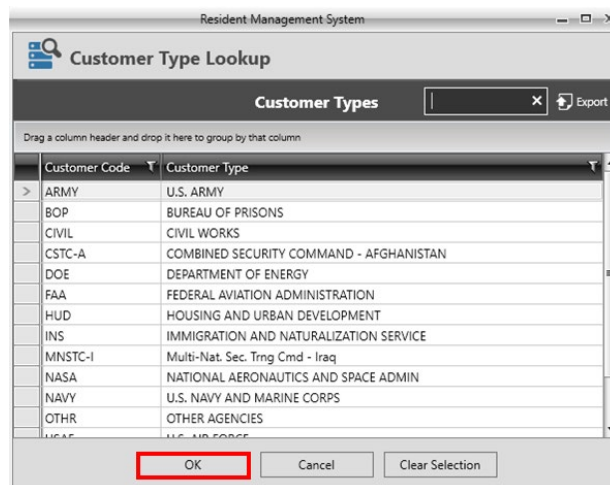 Resident Management System
Customer Type Lookup
Customer Types
Export
Drag a column header and drop it here to group by that column
Customer Code Customer Type
ARMY U.S. ARMY
BOP BUREAU OF PRISONS
CIVIL CIVIL WORKS
CSTC-A COMBINED SECURITY COMMAND - AFGHANISTAN
DOE DEPARTMENT OF ENERGY
FAA FEDERAL AVIATION ADMINISTRATION
HUD HOUSING AND URBAN DEVELOPMENT
INS IMMIGRATION AND NATURALIZATION SERVICE
MNSTC-I Multi-Nat. Sec. Trng Cmd - Iraq
NASA NATIONAL AERONAUTICS AND SPACE ADMIN
NAVY U.S. NAVY AND MARINE CORPS
OTHR OTHER AGENCIES
USAF U.S. AIR FORCE
OK Cancel Clear Selection